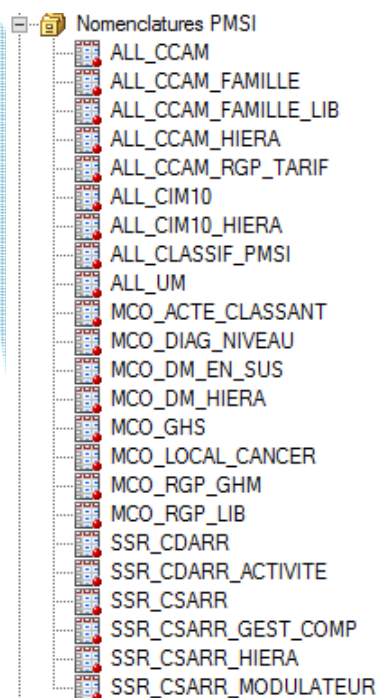 Nomenclatures PMSI
ALL_CCAM
ALL_CCAM_FAMILLE
ALL_CCAM_FAMILLE_LIB
ALL_CCAM_HIERA
ALL_CCAM_RGP_TARIF
ALL_CIM10
ALL_CIM10_HIERA
ALL_CLASSIF_PMSI
ALL_UM
MCO_ACTE_CLASSANT
MCO_DIAG_NIVEAU
MCO_DM_EN_SUS
MCO_DM_HIERA
MCO_GHS
MCO_LOCAL_CANCER
MCO_RGP_GHM
MCO_RGP_LIB
SSR_CDARR
SSR_CDARR_ACTIVITE
SSR_CSARR
SSR_CSARR_GEST_COMP
SSR_CSARR_HIERA
SSR_CSARR_MODULATEUR